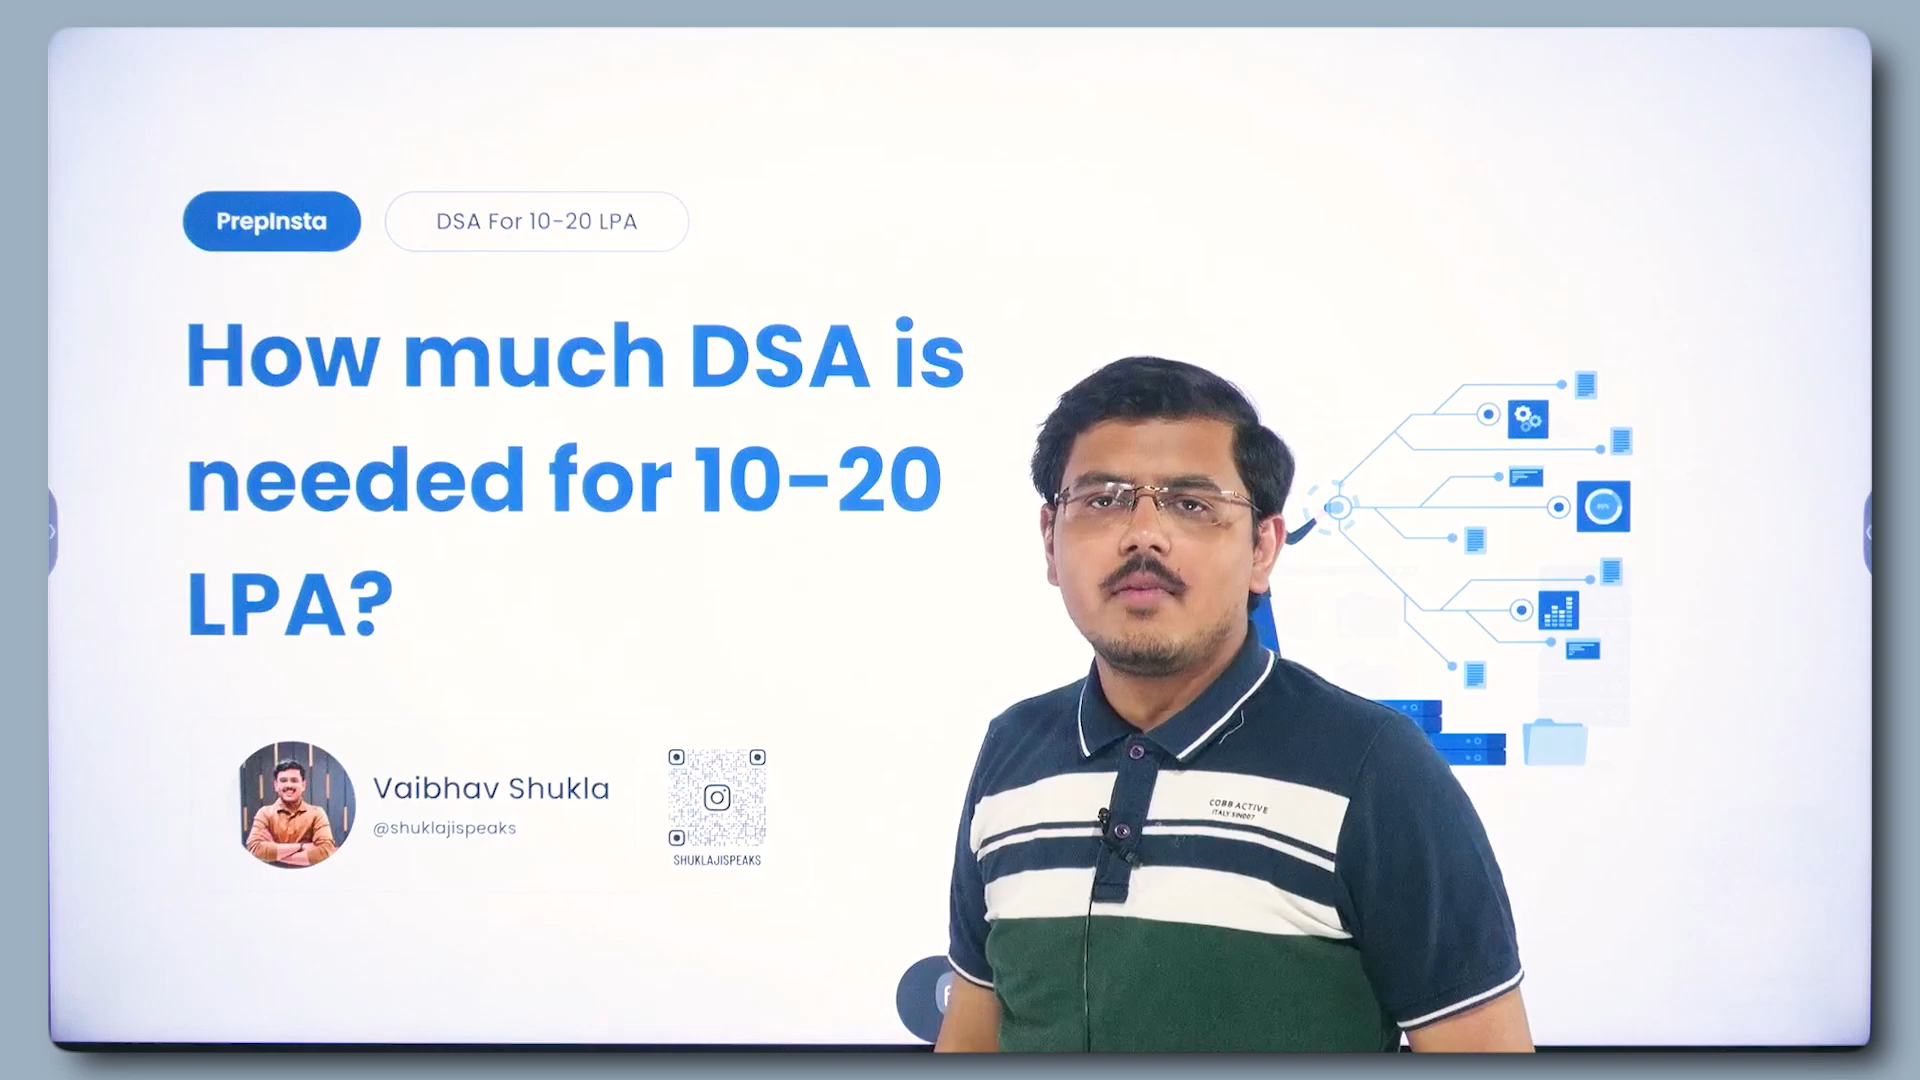 PrepInsta
DSA For 10-20 LPA
How much DSA is
needed for 10-20
LPA?
Vaibhav Shukla
@shuklajispeaks
SHUKLAJISPEAKS
COBB ACTIVE